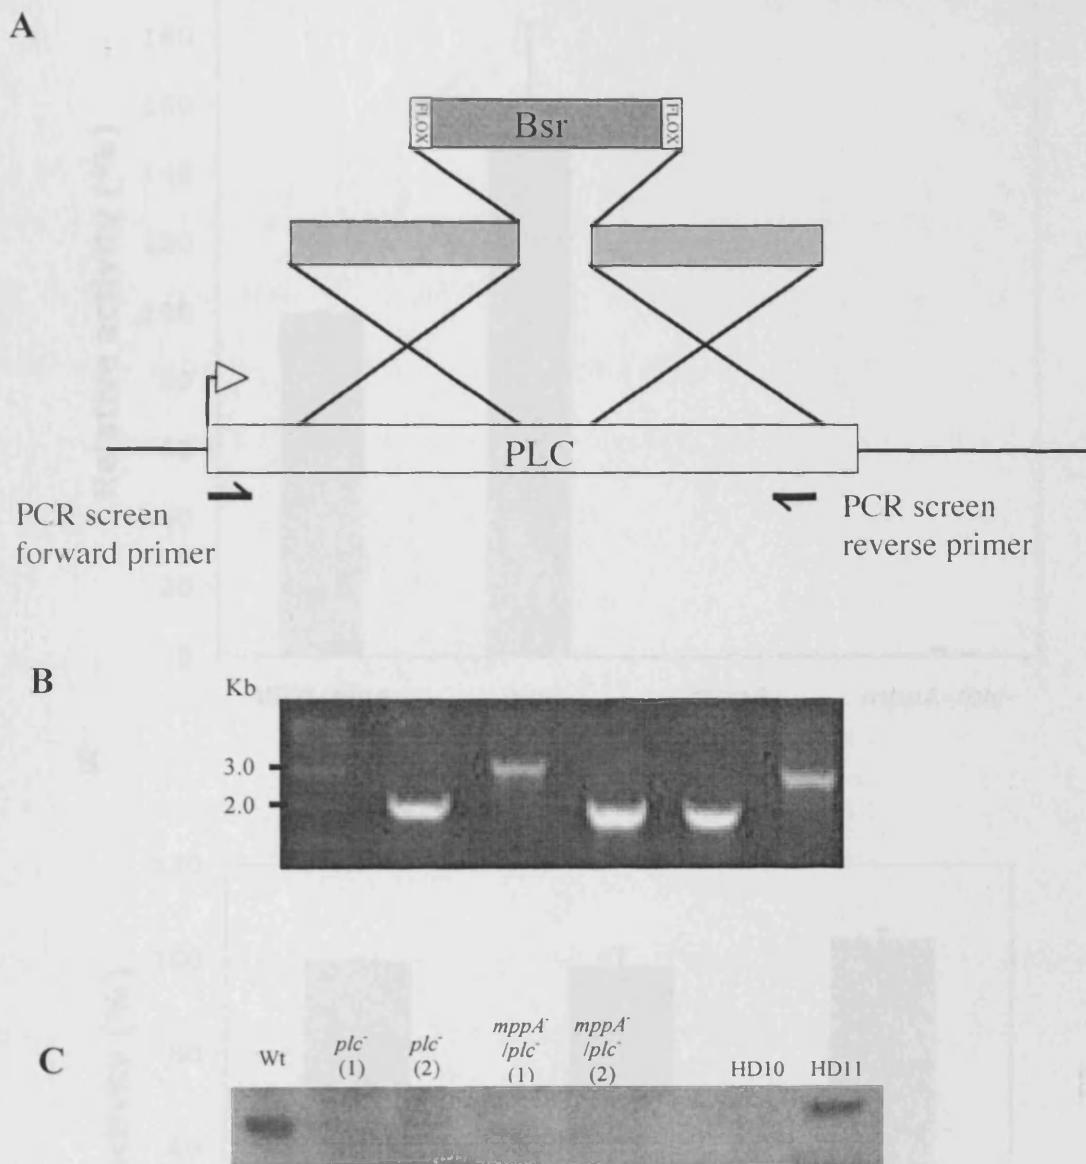 A
FLOX
Bsr
FLOX
PLC
PCR screen
forward primer
PCR screen
reverse primer
B
Kb
3.0
2.0
C
Wt
plc⁻
(1)
plc⁻
(2)
mppA⁻
/plc⁻
(1)
mppA⁻
/plc⁻
(2)
HD10
HD11